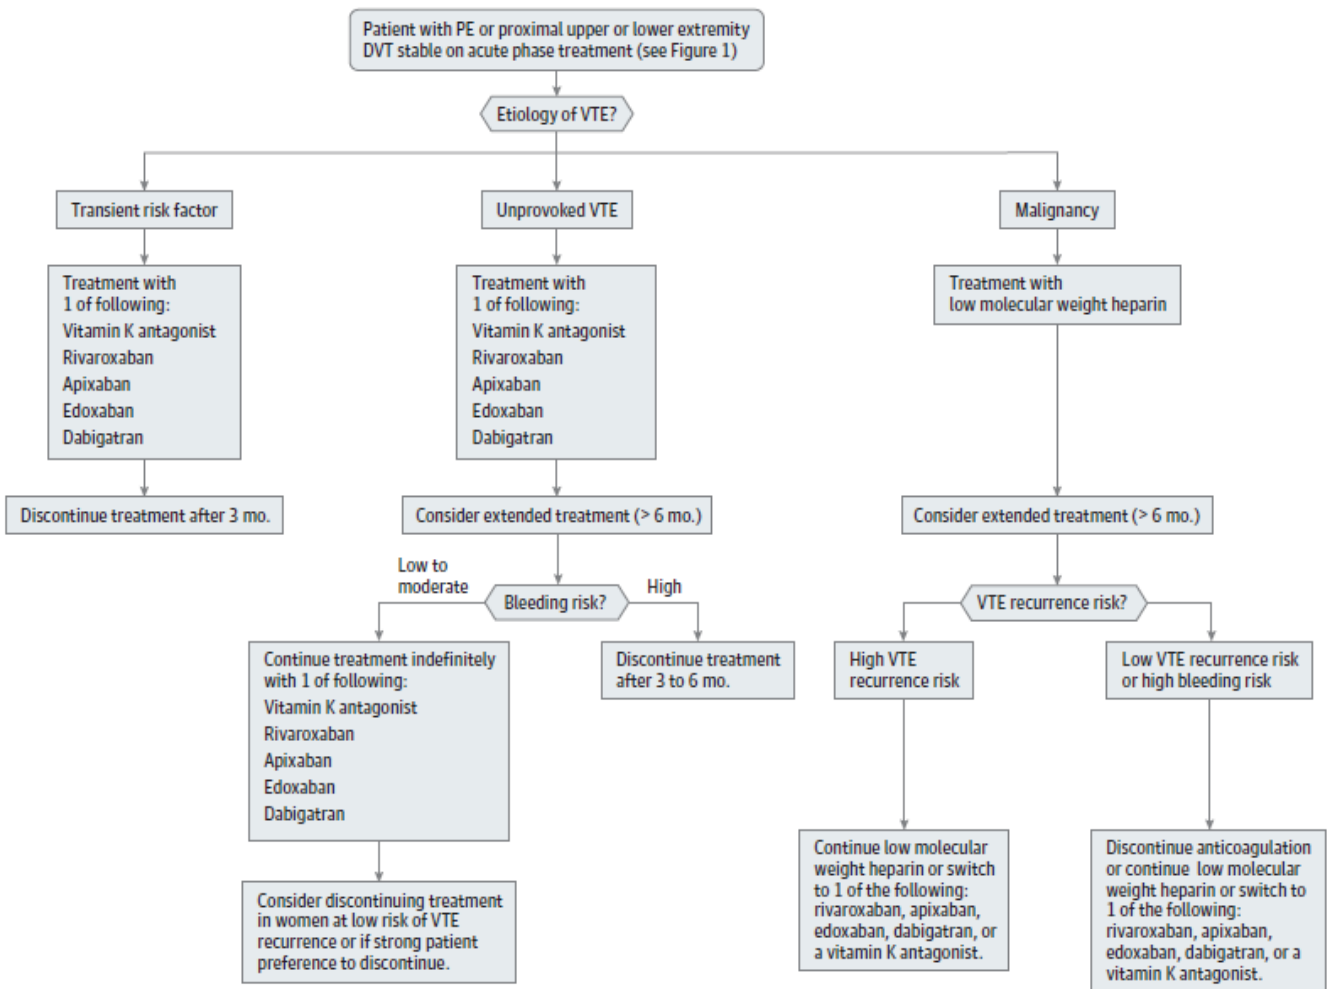 Patient with PE or proximal upper or lower extremity
DVT stable on acute phase treatment (see Figure 1)
Etiology of VTE?
Transient risk factor
Unprovoked VTE
Malignancy
Treatment with
1 of following:
Vitamin K antagonist
Rivaroxaban
Apixaban
Edoxaban
Dabigatran
Treatment with
1 of following:
Vitamin K antagonist
Rivaroxaban
Apixaban
Edoxaban
Dabigatran
Treatment with
low molecular weight heparin
Discontinue treatment after 3 mo.
Consider extended treatment (> 6 mo.)
Consider extended treatment (> 6 mo.)
Low to
moderate
Bleeding risk?
High
VTE recurrence risk?
Continue treatment indefinitely
with 1 of following:
Vitamin K antagonist
Rivaroxaban
Apixaban
Edoxaban
Dabigatran
Discontinue treatment
after 3 to 6 mo.
High VTE
recurrence risk
Low VTE recurrence risk
or high bleeding risk
Consider discontinuing treatment
in women at low risk of VTE
recurrence or if strong patient
preference to discontinue.
Continue low molecular
weight heparin or switch
to 1 of the following:
rivaroxaban, apixaban,
edoxaban, dabigatran, or
a vitamin K antagonist.
Discontinue anticoagulation
or continue low molecular
weight heparin or switch to
1 of the following:
rivaroxaban, apixaban,
edoxaban, dabigatran, or a
vitamin K antagonist.